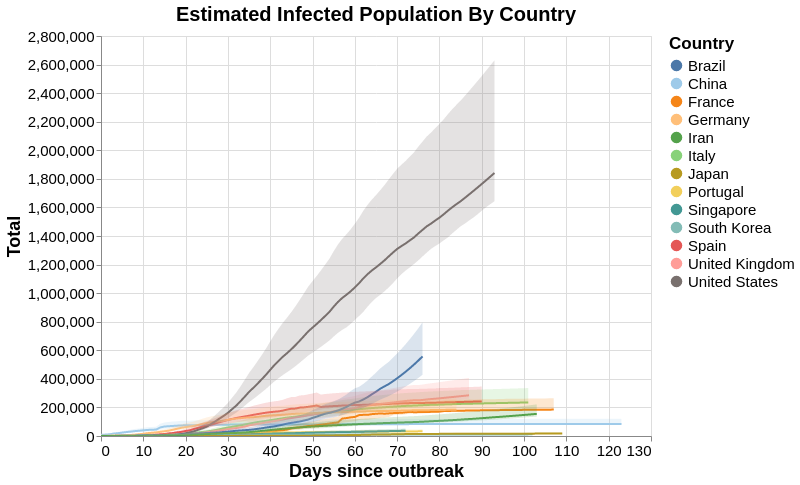 Estimated Infected Population By Country
2,800,000
2,600,000
2,400,000
2,200,000
2,000,000
1,800,000
1,600,000
1,400,000
1,200,000
1,000,000
800,000
600,000
400,000
200,000
0
Total
0 10 20 30 40 50 60 70 80 90 100 110 120 130
Days since outbreak
Country
Brazil
China
France
Germany
Iran
Italy
Japan
Portugal
Singapore
South Korea
Spain
United Kingdom
United States